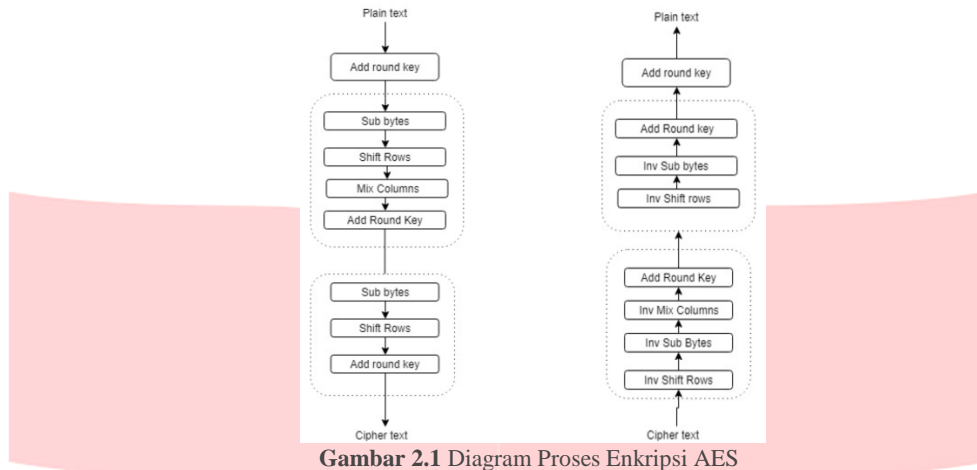 Plain text
Add round key
Sub bytes
Shift Rows
Mix Columns
Add Round Key
Sub bytes
Shift Rows
Add round key
Cipher text
Plain text
Add round key
Add Round key
Inv Sub bytes
Inv Shift rows
Add Round Key
Inv Mix Columns
Inv Sub Bytes
Inv Shift Rows
Cipher text
Gambar 2.1 Diagram Proses Enkripsi AES